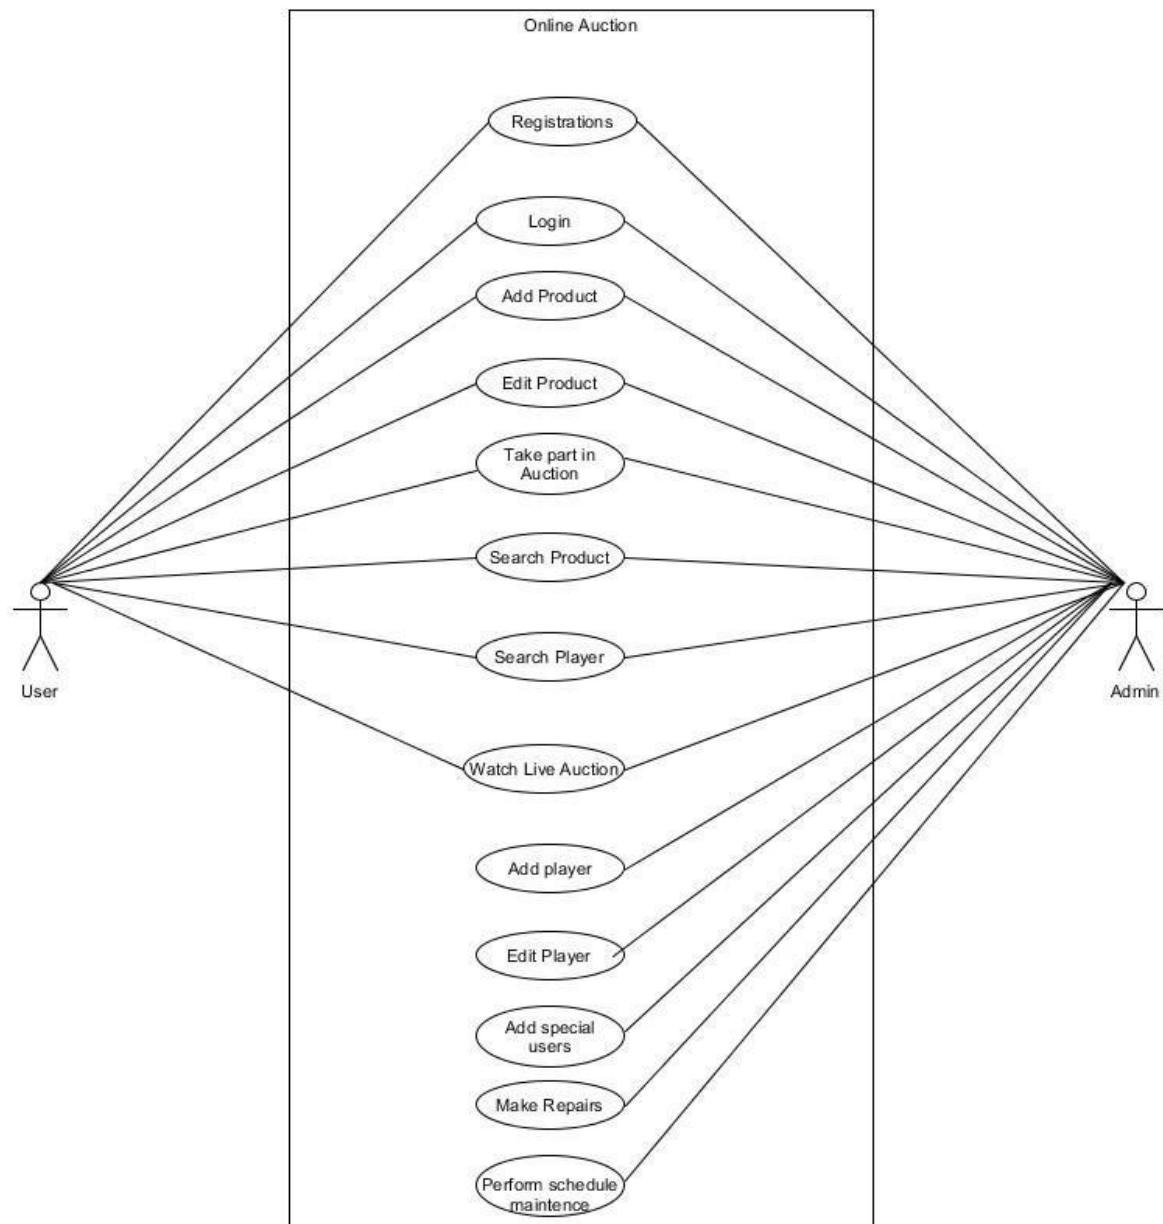 Online Auction
Registrations
Login
Add Product
Edit Product
Take part in
Auction
Search Product
Search Player
User
Admin
Watch Live Auction
Add player
Edit Player
Add special
users
Make Repairs
Perform schedule
maintence